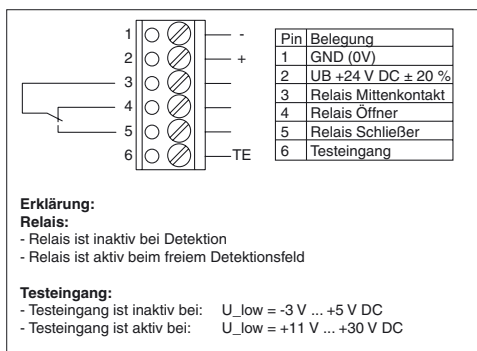 1 -
2 +
3
4
5
6 TE
Pin Belegung
1 GND (0V)
2 UB +24 V DC ± 20 %
3 Relais Mittenkontakt
4 Relais Öffner
5 Relais Schließer
6 Testeingang
Erklärung:
Relais:
- Relais ist inaktiv bei Detektion
- Relais ist aktiv beim freiem Detektionsfeld
Testeingang:
- Testeingang ist inaktiv bei: U_low = -3 V ... +5 V DC
- Testeingang ist aktiv bei: U_low = +11 V ... +30 V DC